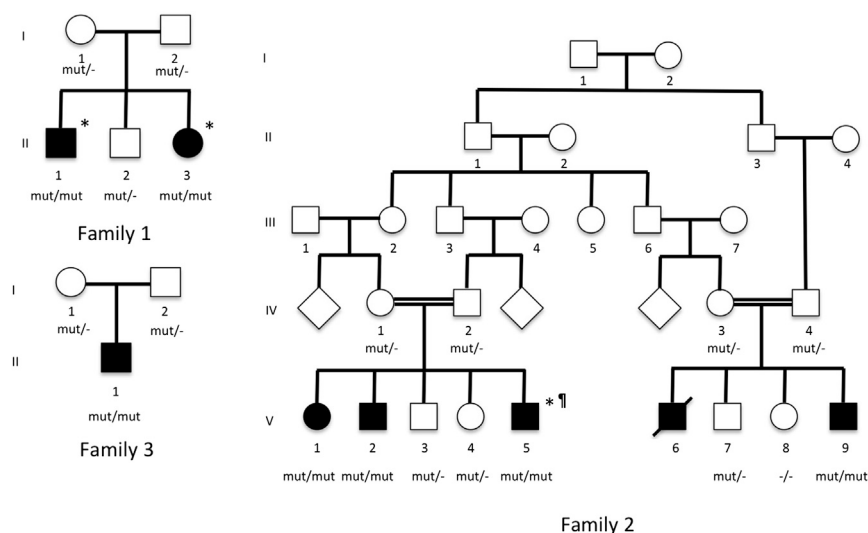 I
1
mut/-
2
mut/-
II
*
*
1
mut/mut
2
mut/-
3
mut/mut
Family 1
I
1
mut/-
2
mut/-
II
1
mut/mut
Family 3
I
1 2
II
1 2 3 4
III
1 2 3 4 5 6 7
IV
1 2 3 4
mut/- mut/- mut/- mut/-
V
* ¶
1 2 3 4 5 6 7 8 9
mut/mut mut/mut mut/- mut/- mut/mut mut/- -/- mut/mut
Family 2